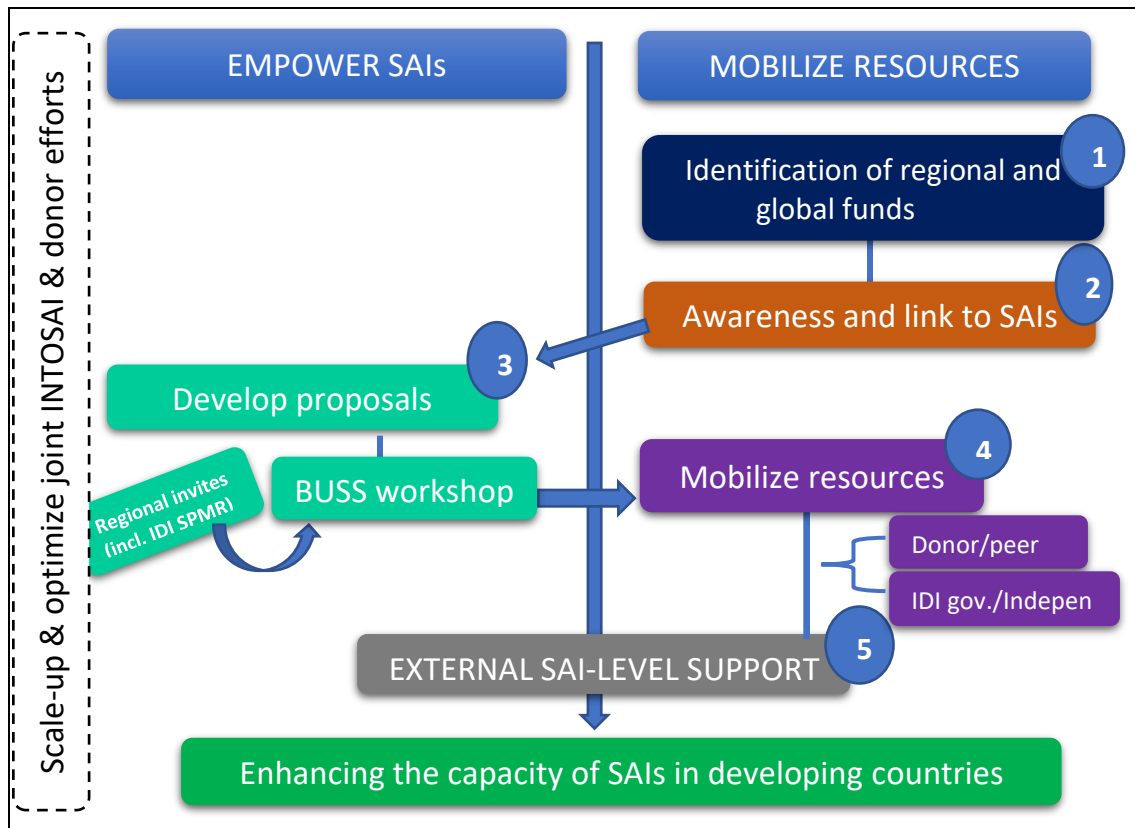 Scale-up & optimize joint INTOSAI & donor efforts
EMPOWER SAIs
MOBILIZE RESOURCES
1
Identification of regional and
global funds
2
Awareness and link to SAIs
3
Develop proposals
Regional invites
(incl. IDI SPMR)
BUSS workshop
4
Mobilize resources
Donor/peer
IDI gov./Indepen
5
EXTERNAL SAI-LEVEL SUPPORT
Enhancing the capacity of SAIs in developing countries